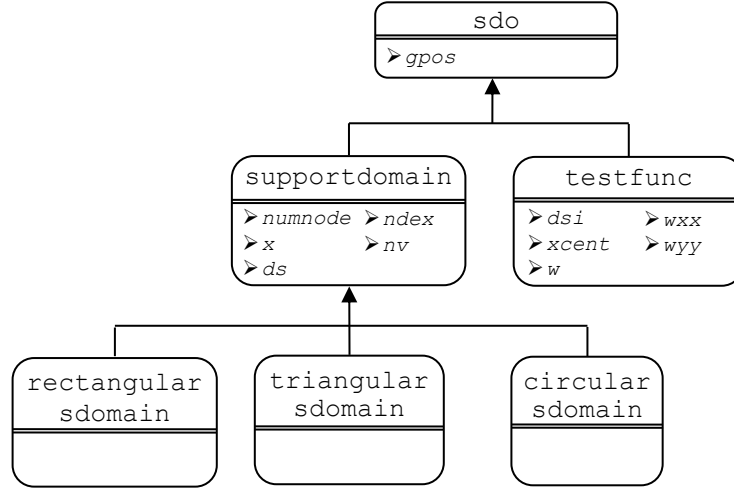 sdo
➢gpos
supportdomain
➢numnode ➢ndex
➢x ➢nv
➢ds
testfunc
➢dsi ➢wxx
➢xcent ➢wyy
➢w
rectangular
sdomain
triangular
sdomain
circular
sdomain